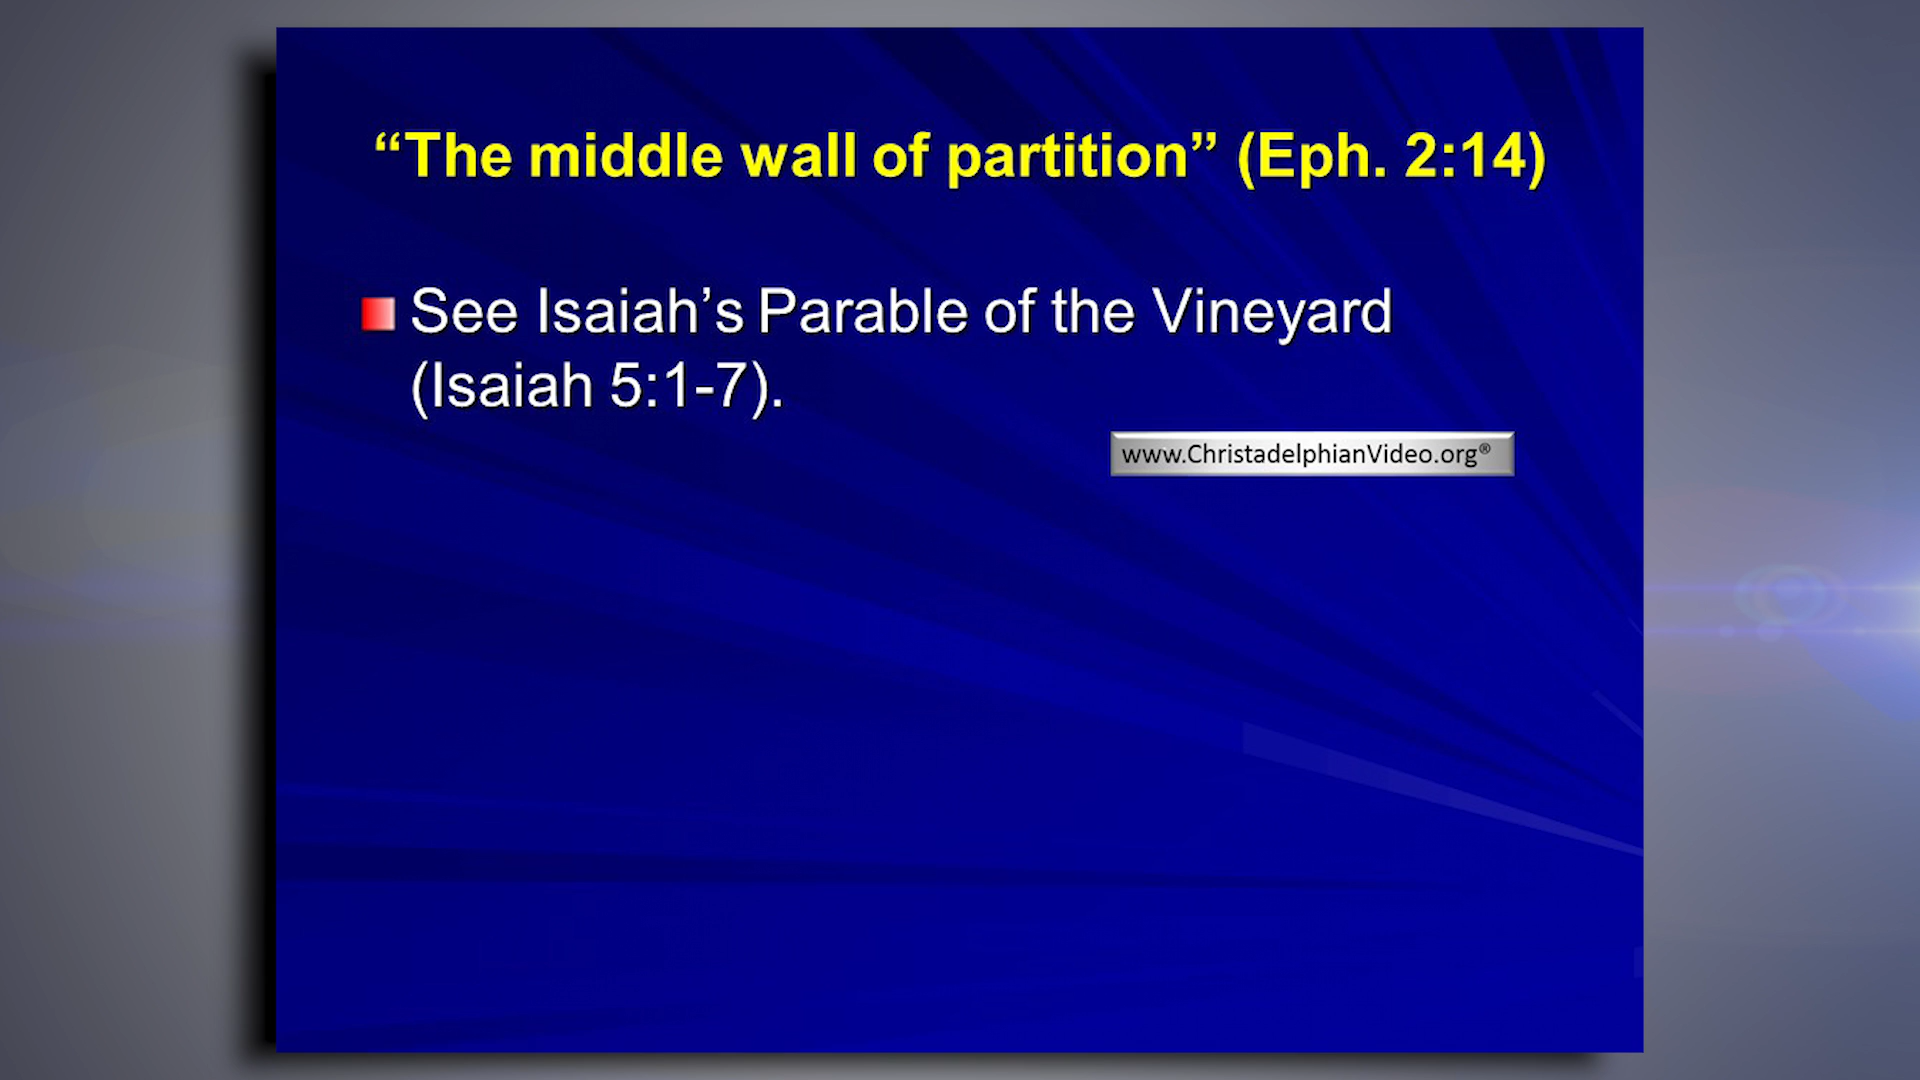 “The middle wall of partition” (Eph. 2:14)
See Isaiah’s Parable of the Vineyard
(Isaiah 5:1-7).
www.ChristadelphianVideo.org®